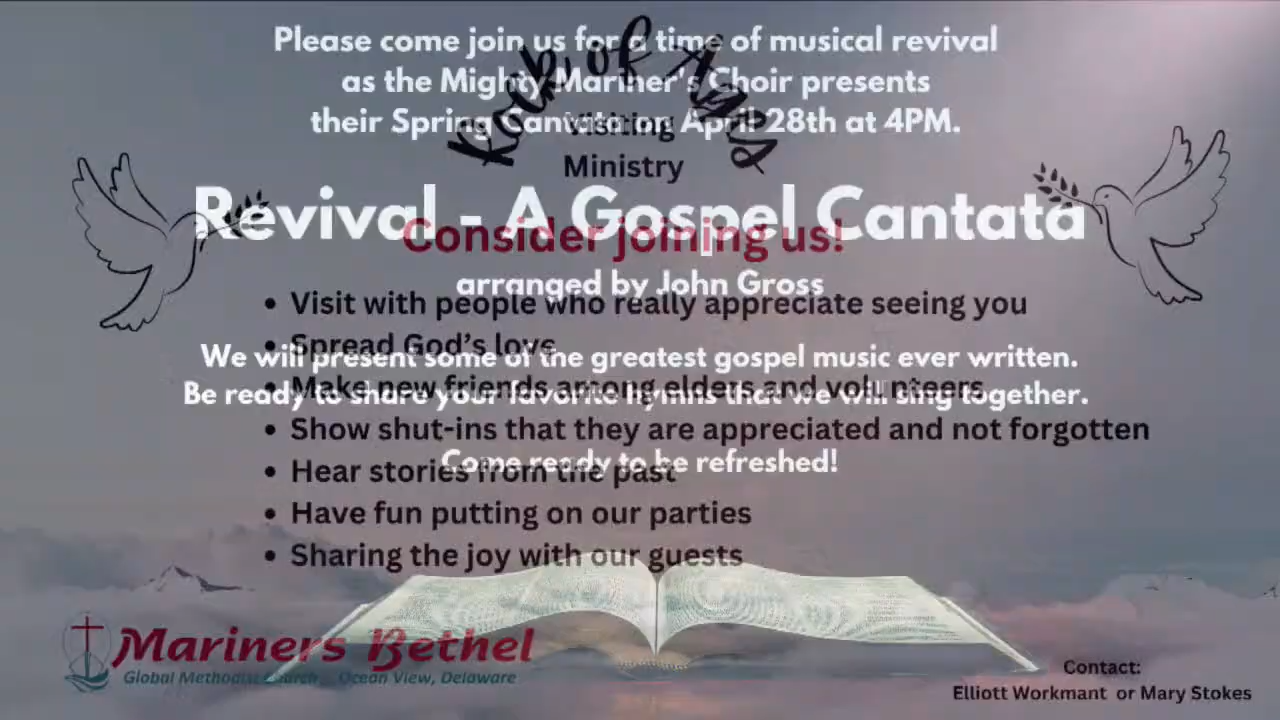 Please come join us for a time of musical revival
as the Mighty Mariner's Choir presents
their Spring Cantata on April 28th at 4PM.
Revival - A Gospel Cantata
arranged by John Gross
We will present some of the greatest gospel music ever written.
Be ready to share your favorite hymns that we will sing together.
Come ready to be refreshed!
Rock of Ages
Visiting
Ministry
Consider joining us!
• Visit with people who really appreciate seeing you
• Spread God's love
• Make new friends among elders and volunteers
• Show shut-ins that they are appreciated and not forgotten
• Hear stories from the past
• Have fun putting on our parties
• Sharing the joy with our guests
Mariners Bethel
Global Methodist Church, Ocean View, Delaware
Contact:
Elliott Workmant or Mary Stokes